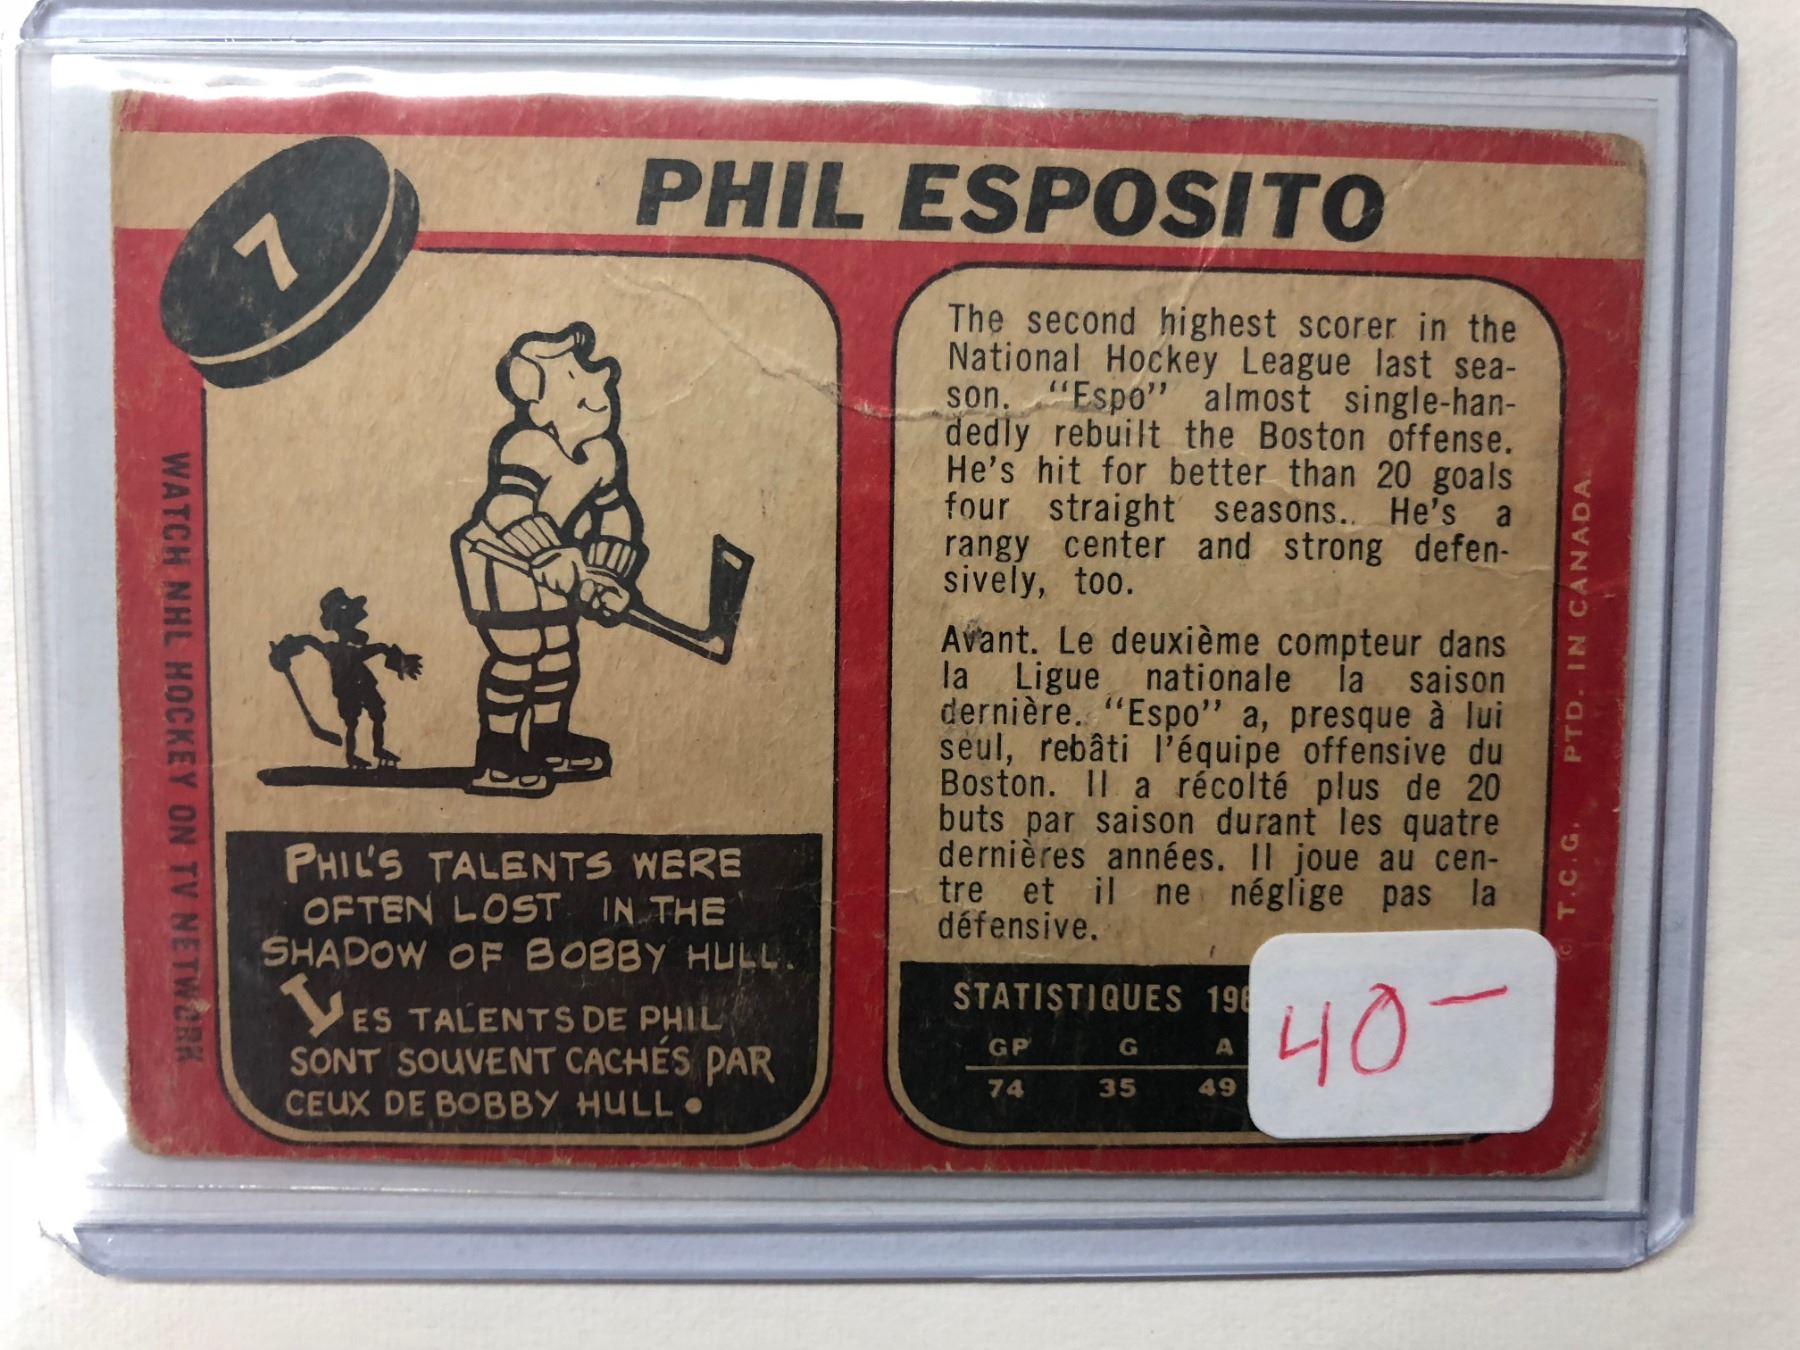 7
PHIL ESPOSITO
WATCH NHL HOCKEY ON TV NETWORK
PHIL'S TALENTS WERE
OFTEN LOST IN THE
SHADOW OF BOBBY HULL.
LES TALENTS DE PHIL
SONT SOUVENT CACHÉS PAR
CEUX DE BOBBY HULL.
The second highest scorer in the
National Hockey League last sea-
son. "Espo" almost single-han-
dedly rebuilt the Boston offense.
He's hit for better than 20 goals
four straight seasons.. He's a
rangy center and strong defen-
sively, too.
Avant. Le deuxième compteur dans
la Ligue nationale la saison
dernière. "Espo" a, presque à lui
seul, rebâti l'équipe offensive du
Boston. Il a récolté plus de 20
buts par saison durant les quatre
dernières années. Il joue au cen-
tre et il ne néglige pas la
défensive.
STATISTIQUES 196
GP G A
74 35 49
40-
© T.C.G. PTD. IN CANADA.